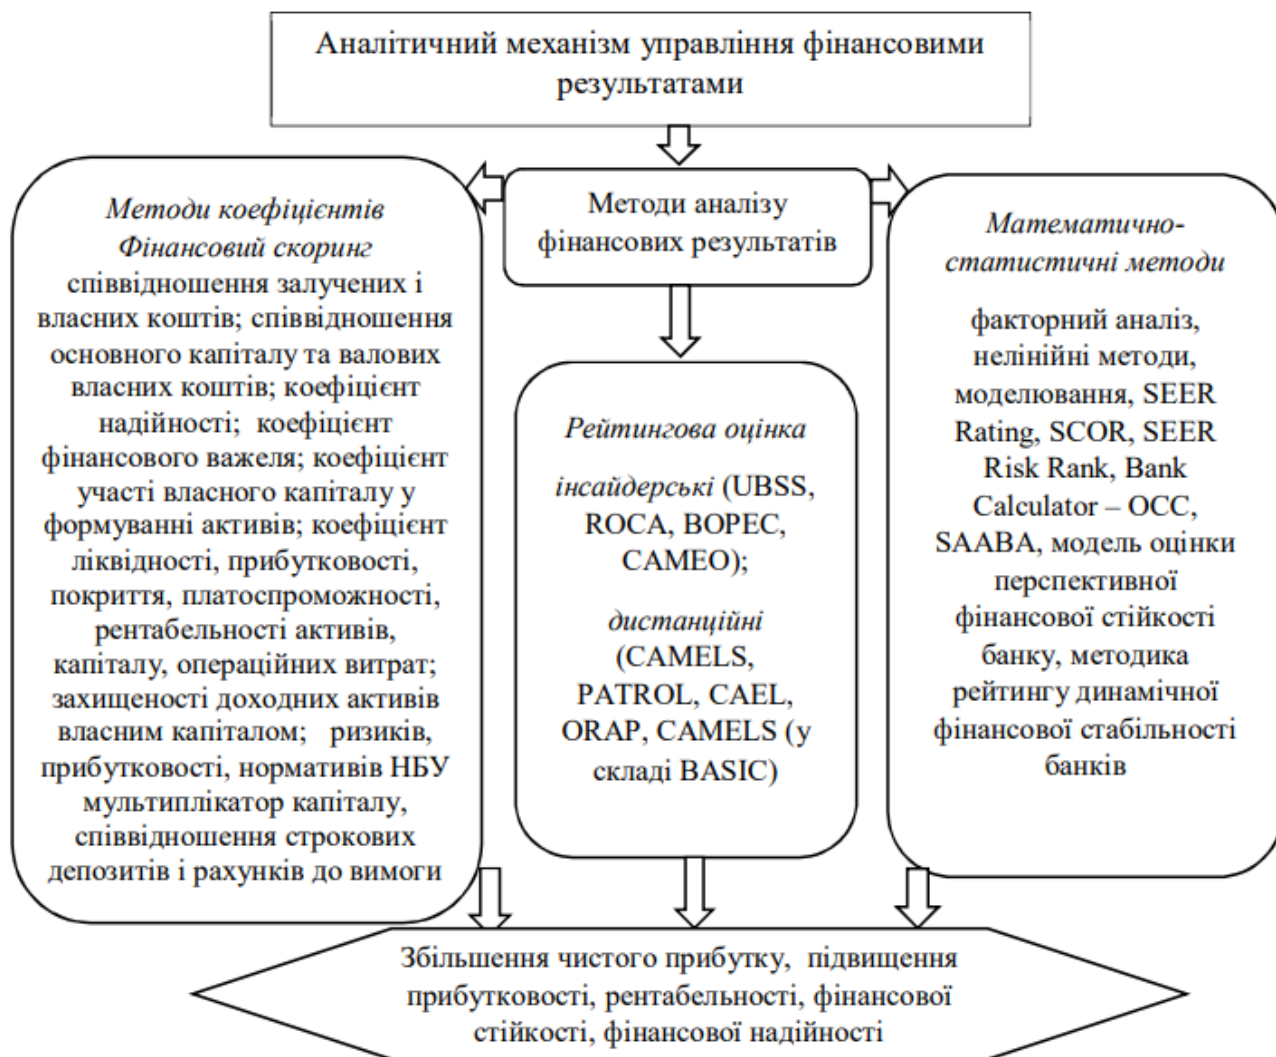 Аналітичний механізм управління фінансовими
результатами
Методи аналізу
фінансових результатів
Методи коефіцієнтів
Фінансовий скоринг
співвідношення залучених і
власних коштів; співвідношення
основного капіталу та валових
власних коштів; коефіцієнт
надійності; коефіцієнт
фінансового важеля; коефіцієнт
участі власного капіталу у
формуванні активів; коефіцієнт
ліквідності, прибутковості,
покриття, платоспроможності,
рентабельності активів,
капіталу, операційних витрат;
захищеності доходних активів
власним капіталом; ризиків,
прибутковості, нормативів НБУ
мультиплікатор капіталу,
співвідношення строкових
депозитів і рахунків до вимоги
Рейтингова оцінка
інсайдерські (UBSS,
ROCA, BOPEC,
CAMEO);
дистанційні
(CAMELS,
PATROL, CAEL,
ORAP, CAMELS (у
складі BASIC)
Математично-
статистичні методи
факторний аналіз,
нелінійні методи,
моделювання, SEER
Rating, SCOR, SEER
Risk Rank, Bank
Calculator – OCC,
SAABA, модель оцінки
перспективної
фінансової стійкості
банку, методика
рейтингу динамічної
фінансової стабільності
банків
Збільшення чистого прибутку, підвищення
прибутковості, рентабельності, фінансової
стійкості, фінансової надійності